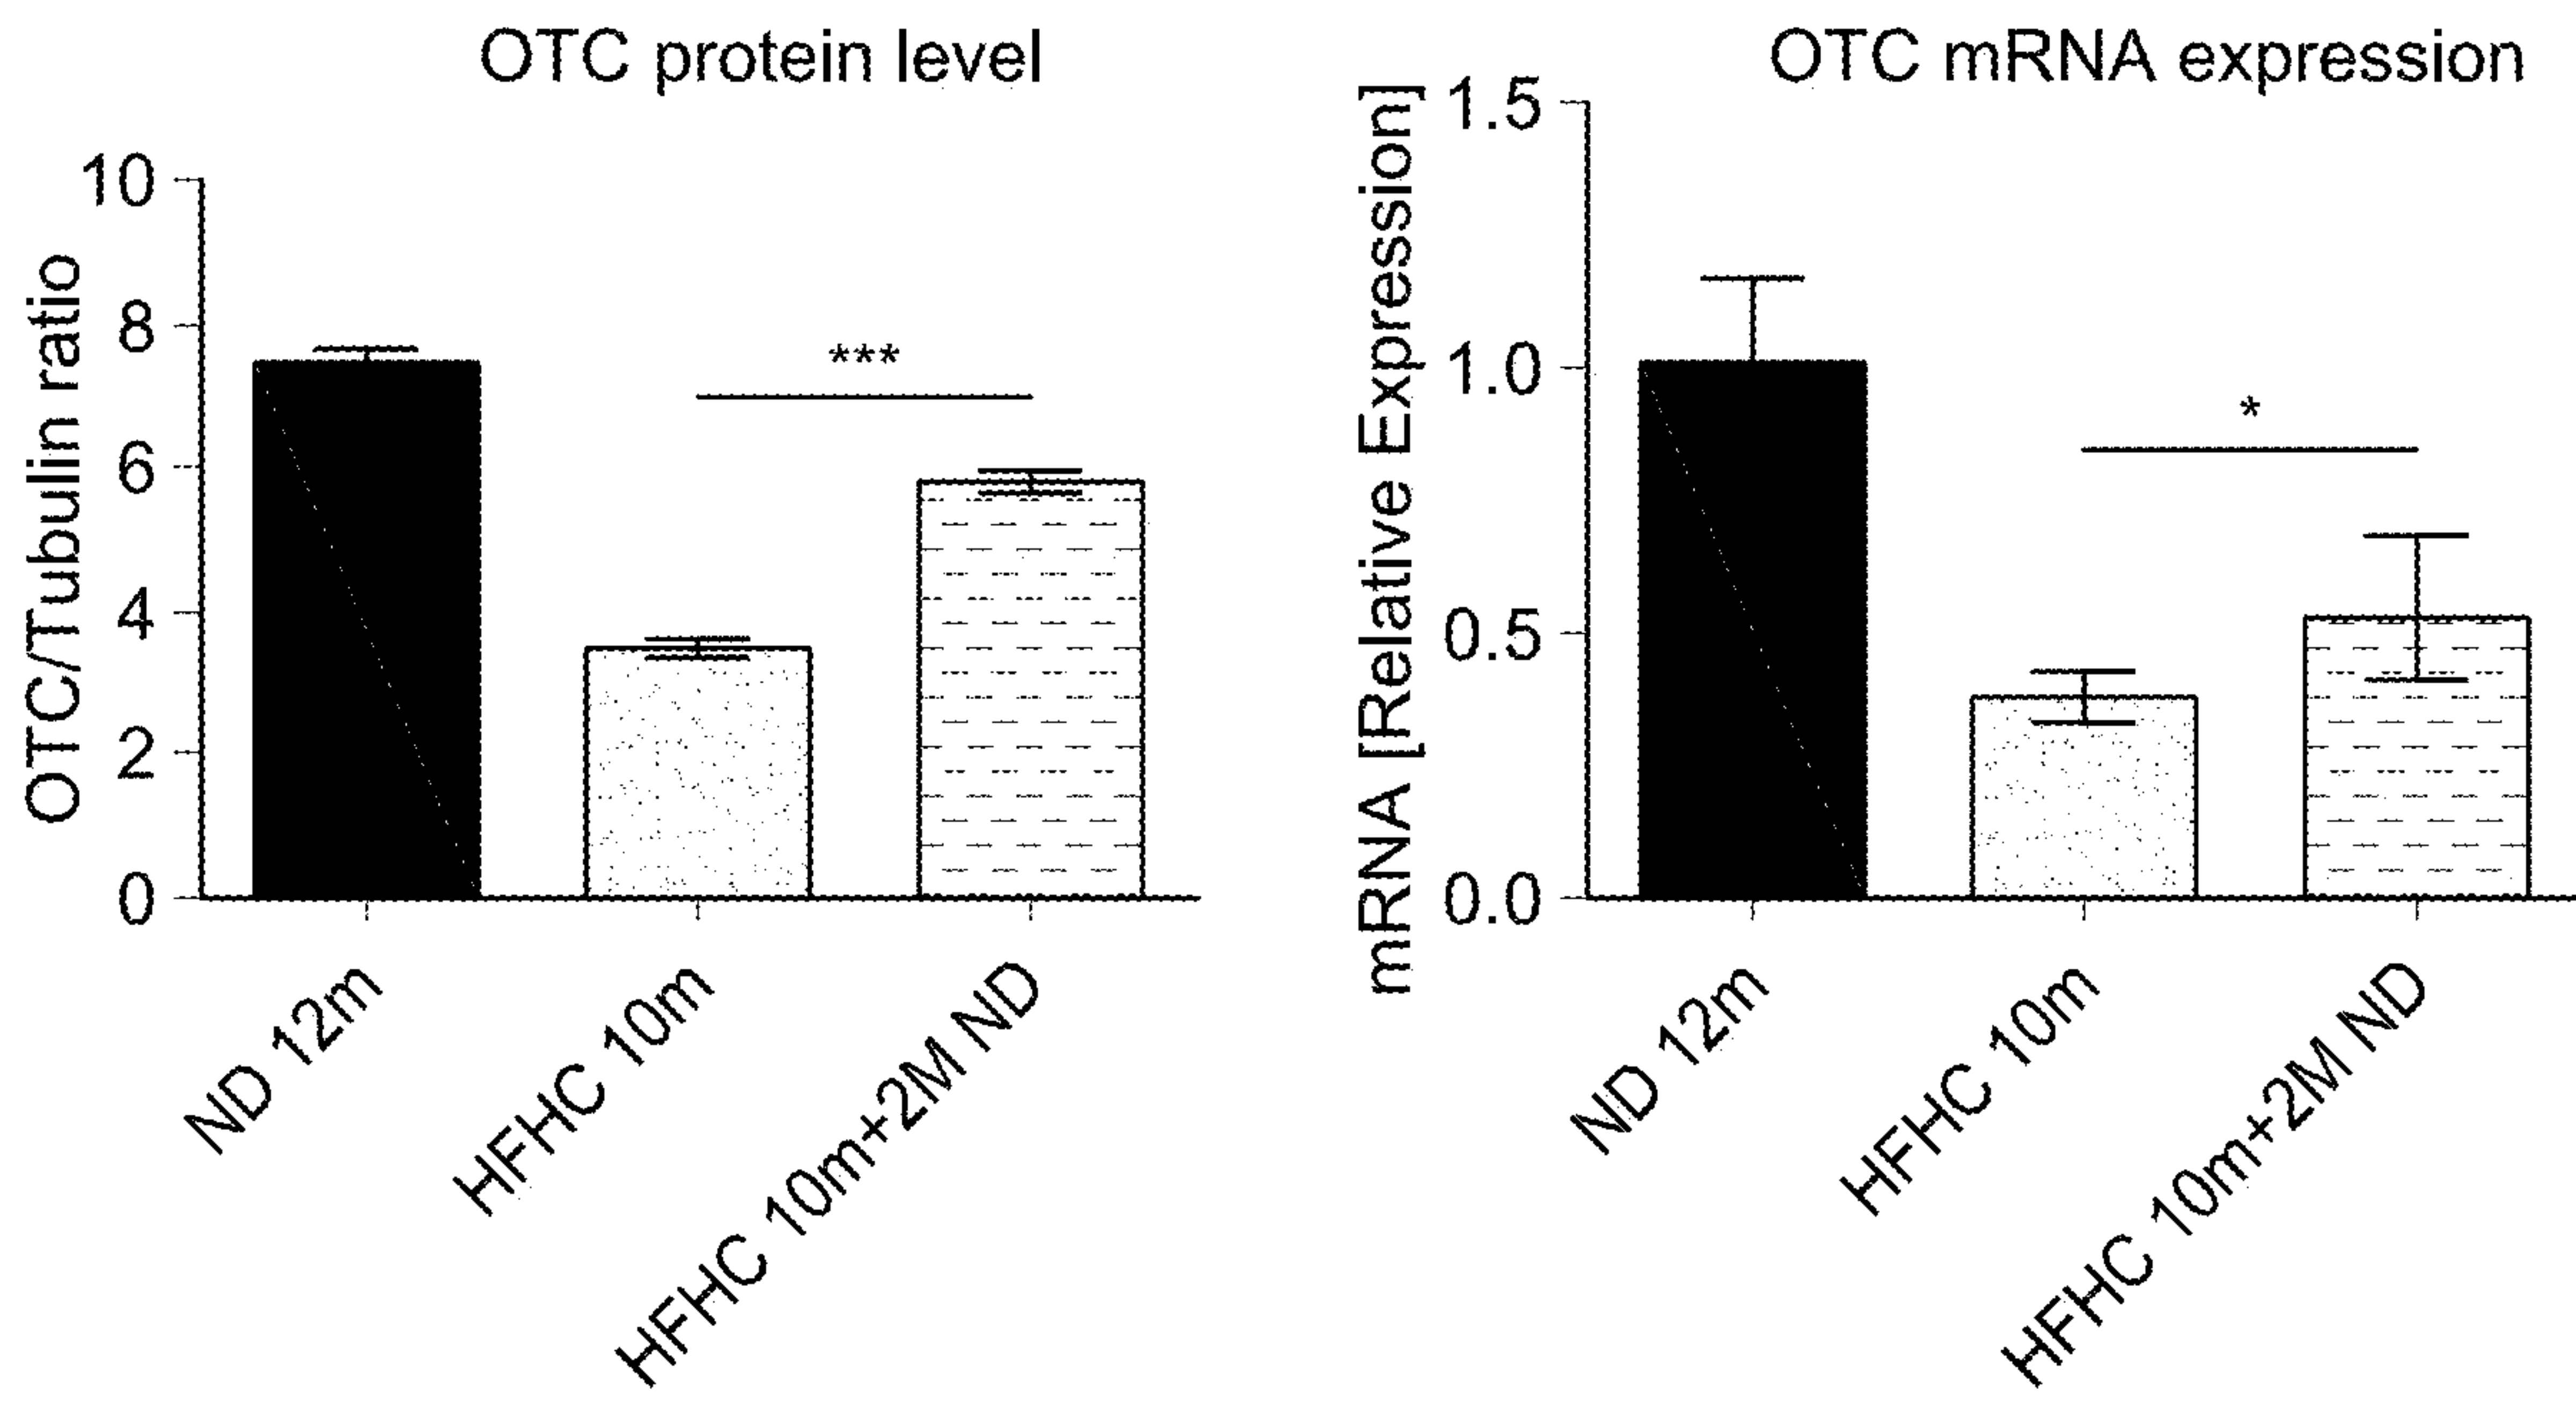 OTC protein level
OTC/Tubulin ratio
10
8
6
4
2
0
***
ND 12m
HFHC 10m
HFHC 10m+2M ND
OTC mRNA expression
mRNA [Relative Expression]
1.5
1.0
0.5
0.0
*
ND 12m
HFHC 10m
HFHC 10m+2M ND